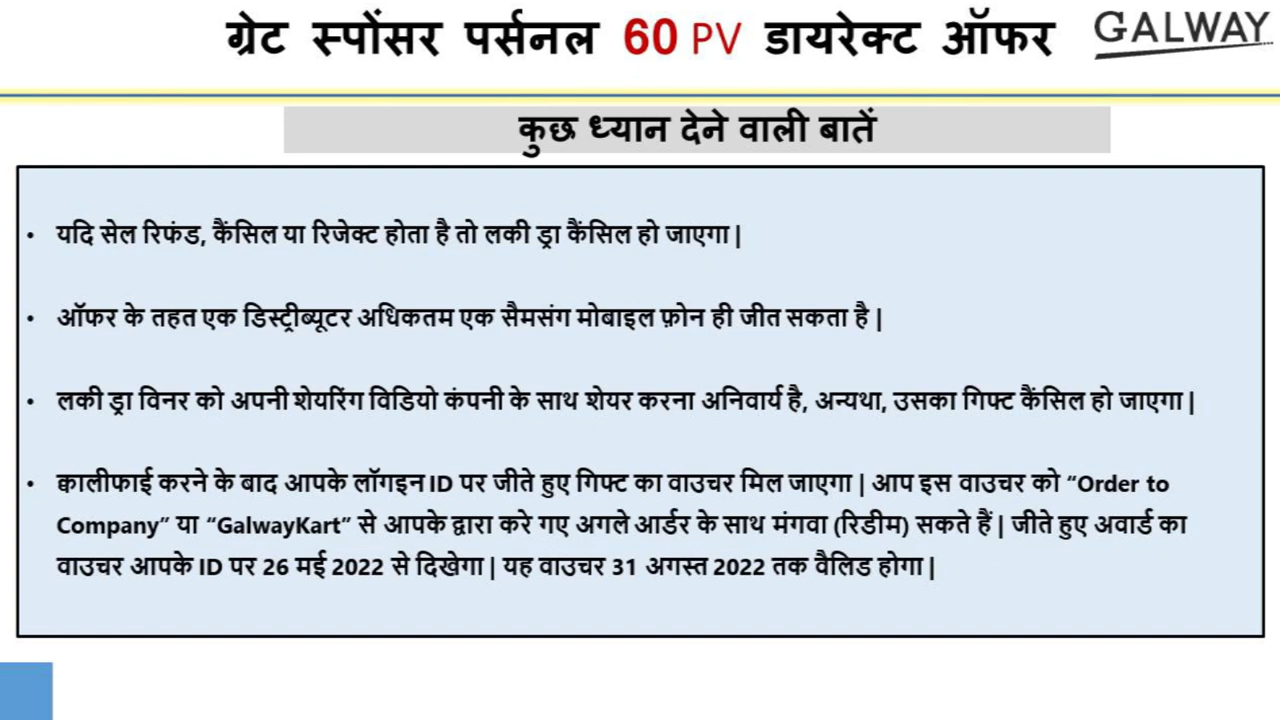 ग्रेट स्पोंसर पर्सनल 60 PV डायरेक्ट ऑफर
GALWAY
कुछ ध्यान देने वाली बातें
• यदि सेल रिफंड, कैंसिल या रिजेक्ट होता है तो लकी ड्रा कैंसिल हो जाएगा |
• ऑफर के तहत एक डिस्ट्रीब्यूटर अधिकतम एक सैमसंग मोबाइल फ़ोन ही जीत सकता है |
• लकी ड्रा विनर को अपनी शेयरिंग विडियो कंपनी के साथ शेयर करना अनिवार्य है, अन्यथा, उसका गिफ्ट कैंसिल हो जाएगा |
• क्वालीफाई करने के बाद आपके लॉगइन ID पर जीते हुए गिफ्ट का वाउचर मिल जाएगा | आप इस वाउचर को “Order to
Company” या “GalwayKart” से आपके द्वारा करे गए अगले आर्डर के साथ मंगवा (रिडीम) सकते हैं | जीते हुए अवार्ड का
वाउचर आपके ID पर 26 मई 2022 से दिखेगा | यह वाउचर 31 अगस्त 2022 तक वैलिड होगा |